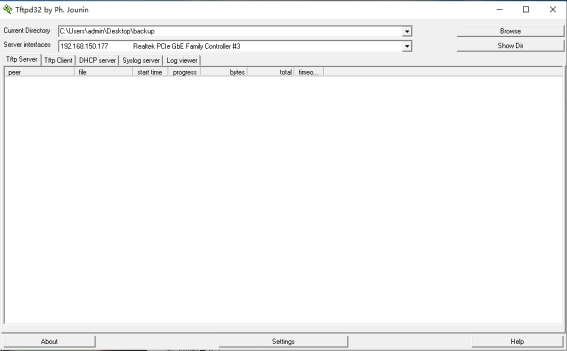 Tftpd32 by Ph. Jounin
Current Directory C:\Users\admin\Desktop\backup Browse
Server interfaces 192.168.150.177 Realtek PCIe GbE Family Controller #3 Show Dir
Tftp Server Tftp Client DHCP server Syslog server Log viewer
peer file start time progress bytes total timeo...
About Settings Help